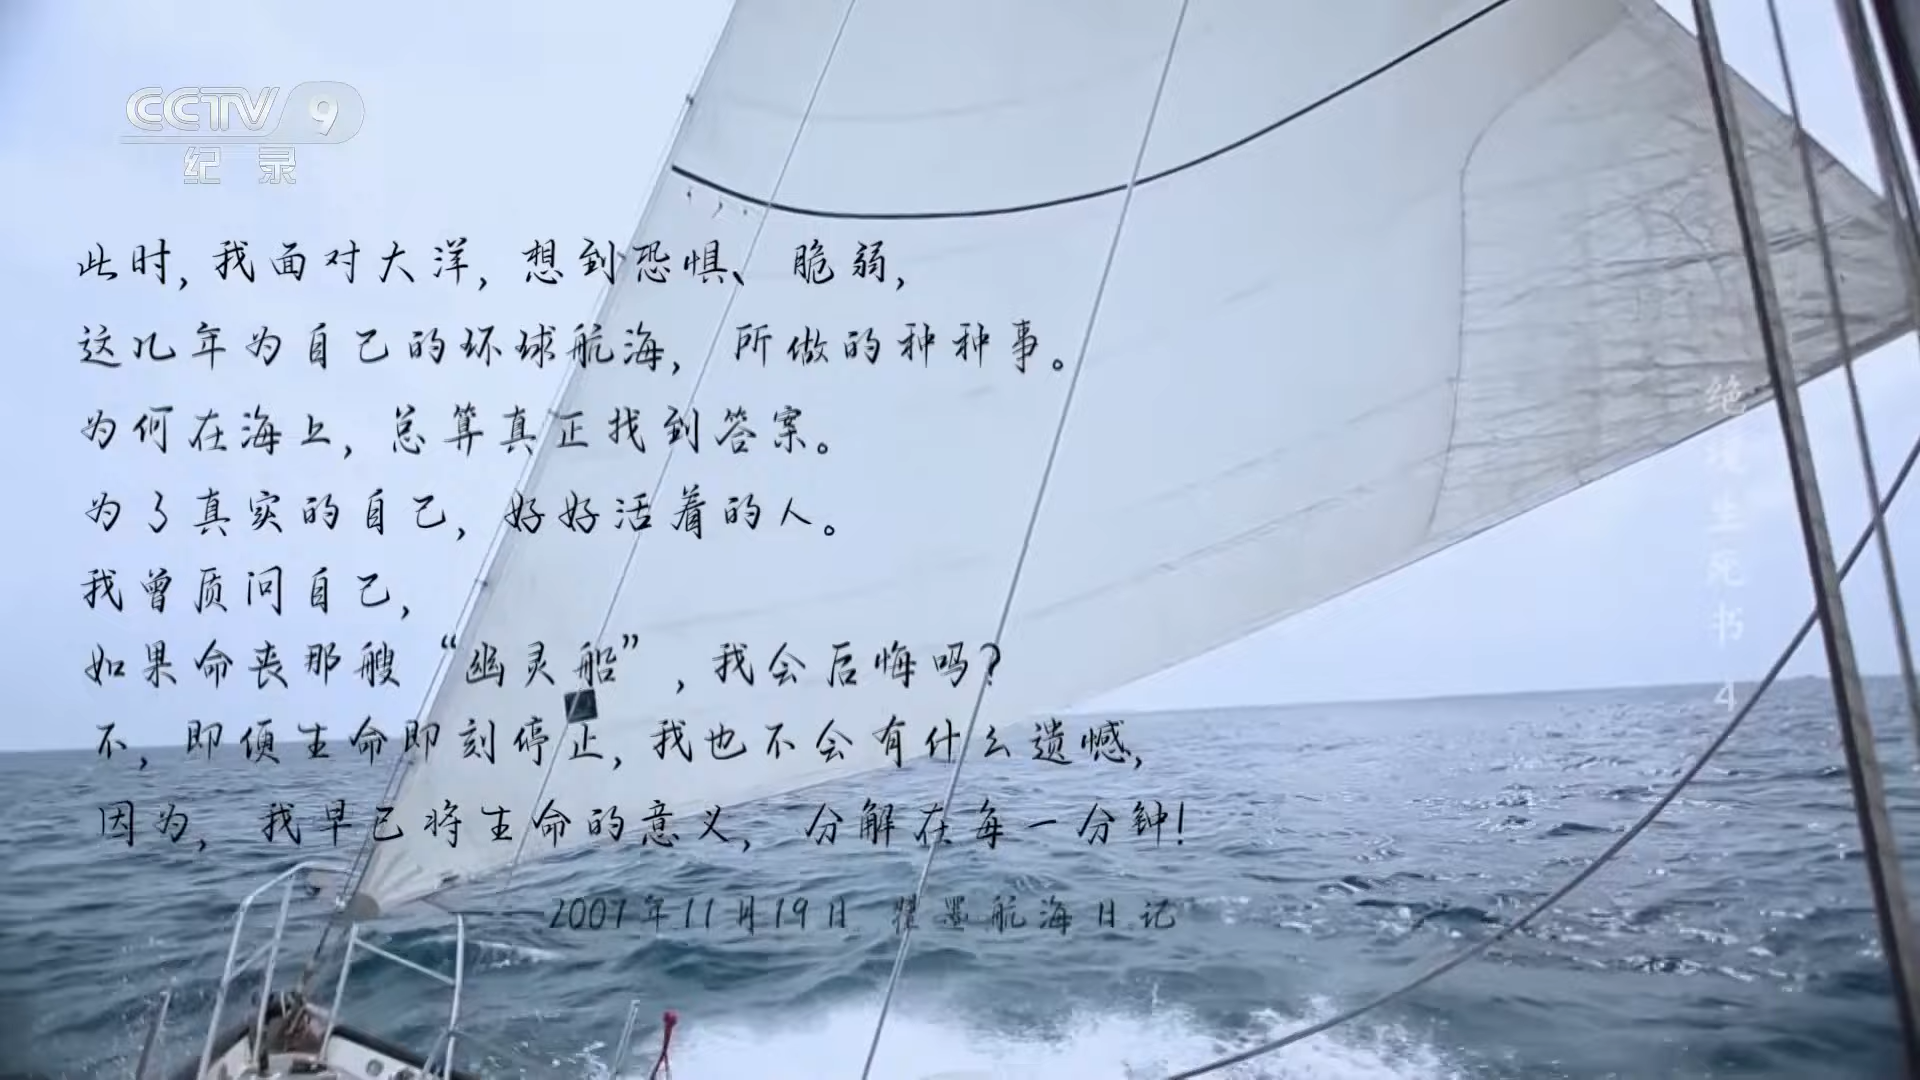 CCTV 9
纪录
此时, 我面对大洋, 想到恐惧、脆弱,
这几年为自己的环球航海, 所做的种种事。
为何在海上, 总算真正找到答案。
为了真实的自己, 好好活着的人。
我曾质问自己,
如果命丧那艘“幽灵船”, 我会后悔吗?
不, 即便生命即刻停止, 我也不会有什么遗憾,
因为, 我早已将生命的意义, 分解在每一分钟!
2007年11月19日 翟墨航海日记
绝境生死书 4